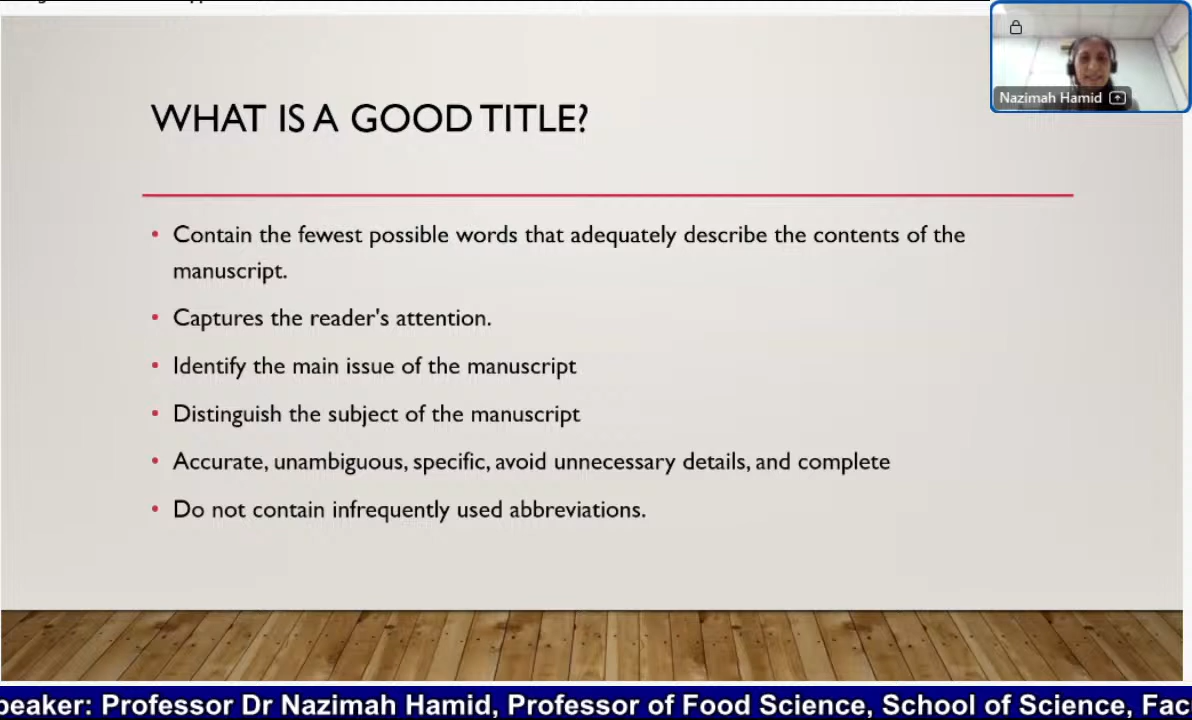 WHAT IS A GOOD TITLE?
Nazimah Hamid
• Contain the fewest possible words that adequately describe the contents of the
manuscript.
• Captures the reader's attention.
• Identify the main issue of the manuscript
• Distinguish the subject of the manuscript
• Accurate, unambiguous, specific, avoid unnecessary details, and complete
• Do not contain infrequently used abbreviations.
peaker: Professor Dr Nazimah Hamid, Professor of Food Science, School of Science, Fac